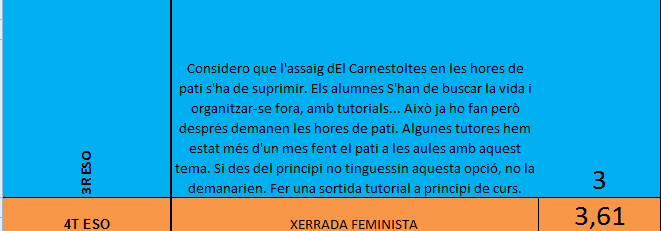 Considero que l'assaig dEl Carnestoltes en les hores de
pati s'ha de suprimir. Els alumnes S'han de buscar la vida i
organitzar-se fora, amb tutorials... Això ja ho fan però
després demanen les hores de pati. Algunes tutores hem
estat més d'un mes fent el pati a les aules amb aquest
tema. Si des del principi no tinguessin aquesta opció, no la
demanarien. Fer una sortida tutorial a principi de curs.
3R ESO
3
4T ESO
XERRADA FEMINISTA
3,61